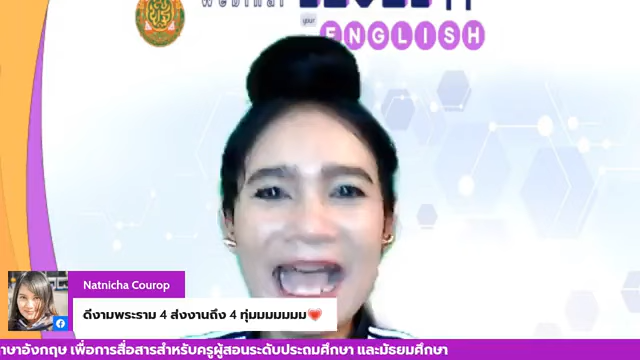 Webinar
your
ENGLISH
Natnicha Courop
ดีงามพระราม 4 ส่งงานถึง 4 ทุ่มมมมมมม❤️
าษาอังกฤษ เพื่อการสื่อสารสำหรับครูผู้สอนระดับประถมศึกษา และมัธยมศึกษา